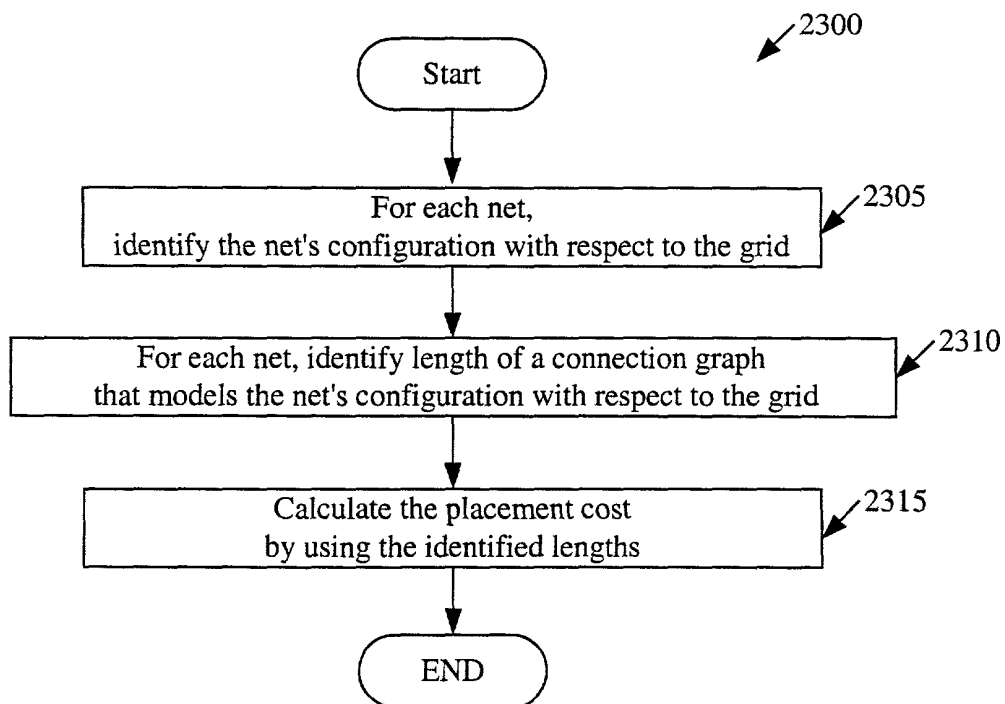 2300
Start
For each net,
identify the net's configuration with respect to the grid
2305
For each net, identify length of a connection graph
that models the net's configuration with respect to the grid
2310
Calculate the placement cost
by using the identified lengths
2315
END